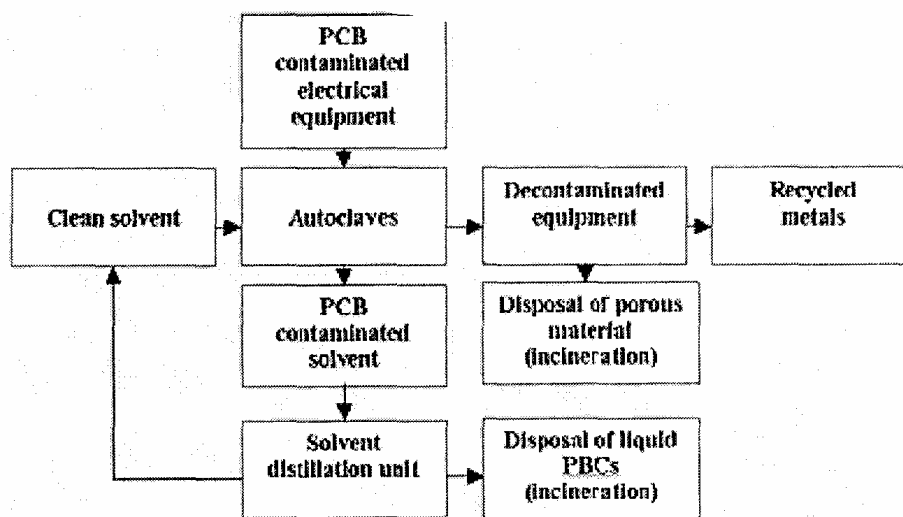 PCB
contaminated
electrical
equipment
Clean solvent
Autoclaves
Decontaminated
equipment
Recycled
metals
PCB
contaminated
solvent
Disposal of porous
material
(incineration)
Solvent
distillation unit
Disposal of liquid
PBCs
(incineration)